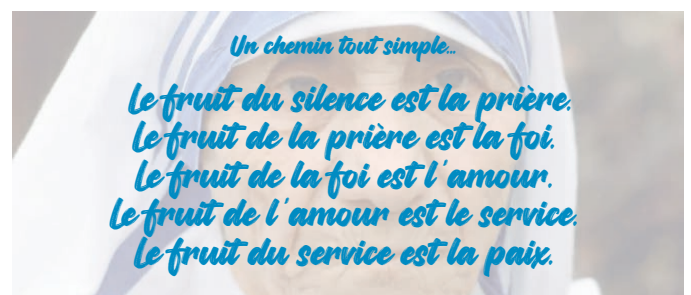 Un chemin tout simple...
Le fruit du silence est la prière.
Le fruit de la prière est la foi.
Le fruit de la foi est l'amour.
Le fruit de l'amour est le service.
Le fruit du service est la paix.